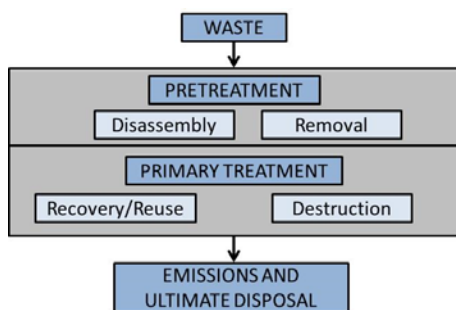 WASTE
PRETREATMENT
Disassembly
Removal
PRIMARY TREATMENT
Recovery/Reuse
Destruction
EMISSIONS AND
ULTIMATE DISPOSAL